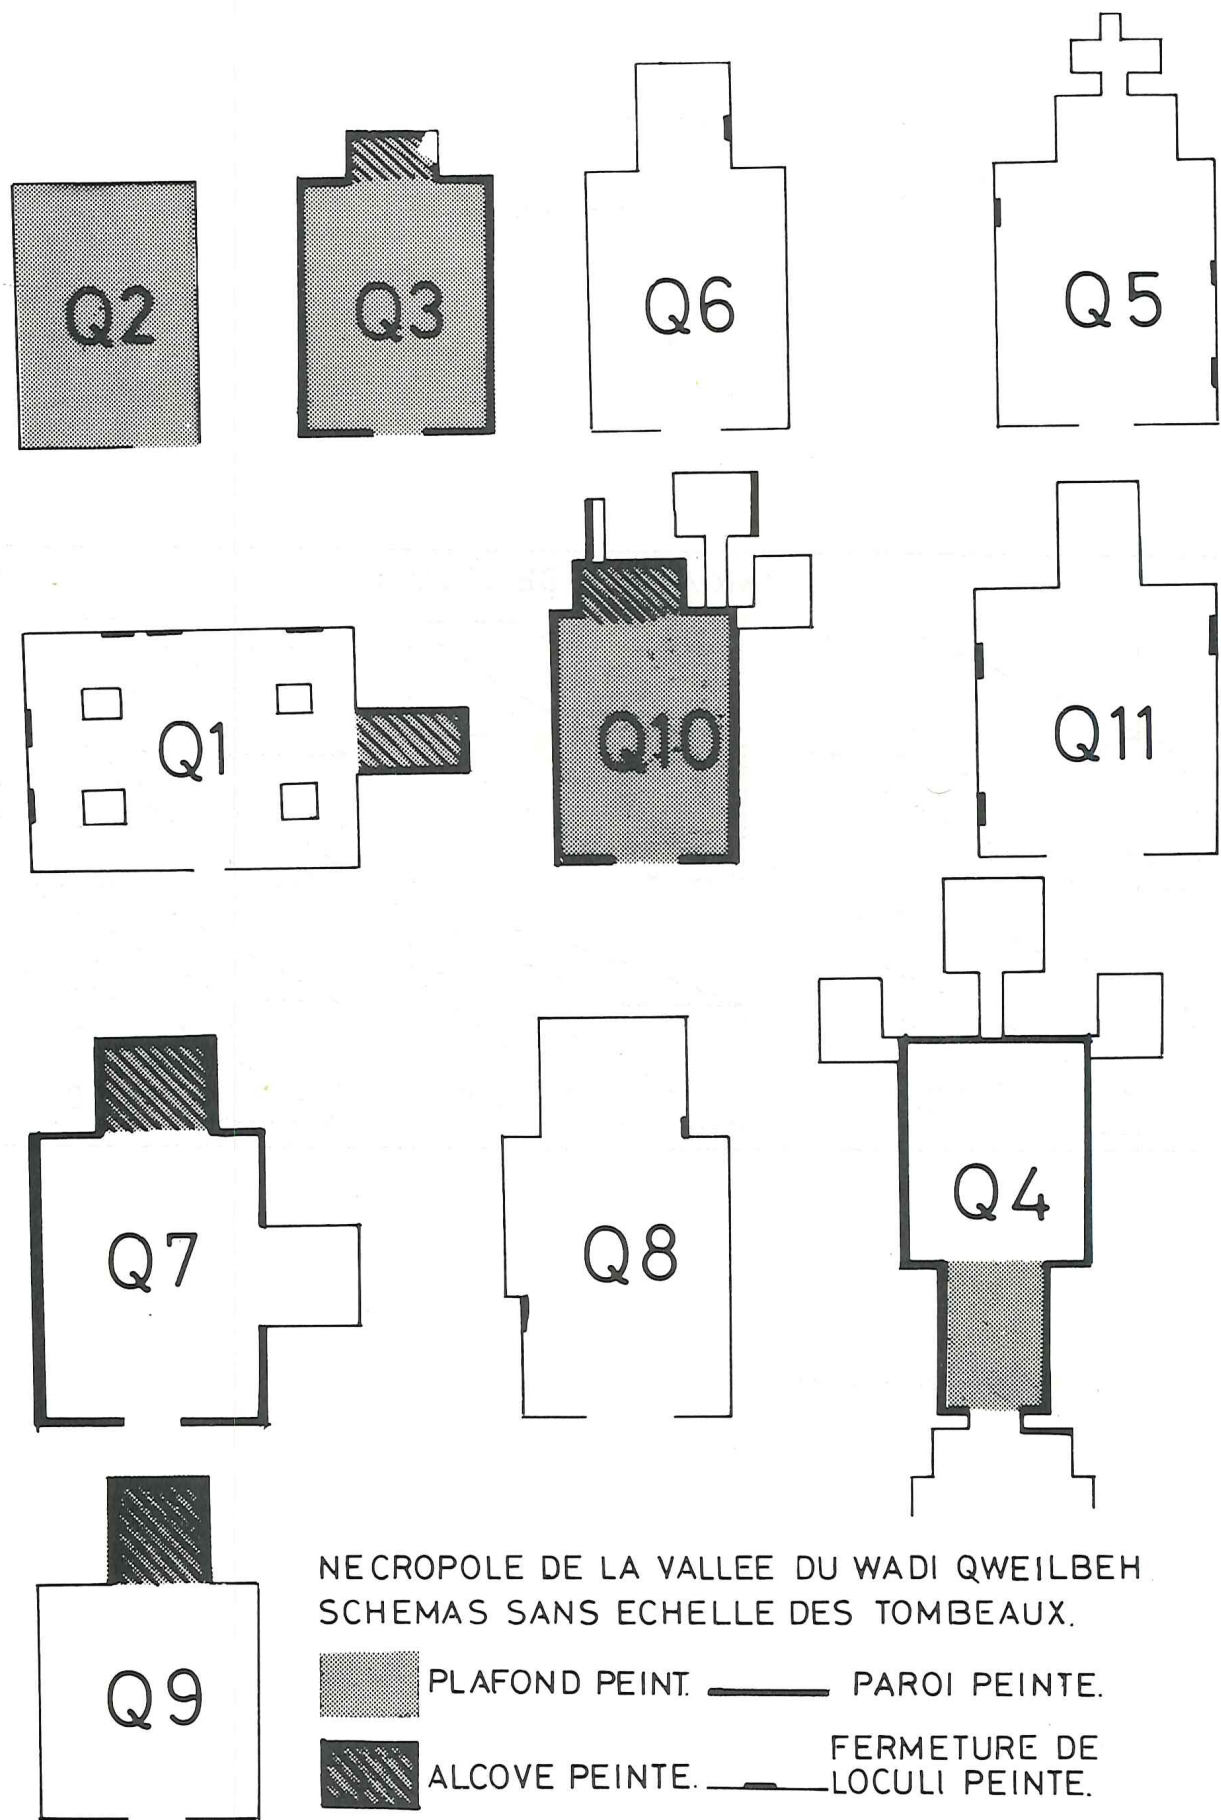 Q2
Q3
Q6
Q5
Q1
Q10
Q11
Q7
Q8
Q4
Q9
NECROPOLE DE LA VALLEE DU WADI QWEILBEH
SCHEMAS SANS ECHELLE DES TOMBEAUX.
PLAFOND PEINT.
PAROI PEINTE.
ALCOVE PEINTE.
FERMETURE DE
LOCULI PEINTE.